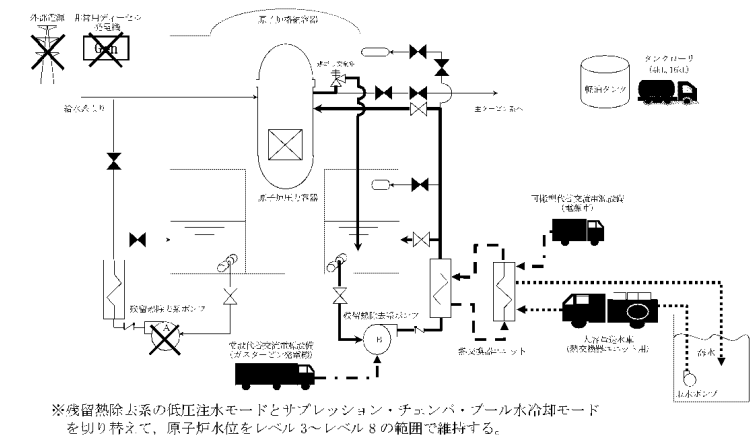 外部電源
非常用ディーゼル
発電機
Gen
原子炉格納容器
逃がし安全弁
タンクローリ
(4kL, 16kL)
軽油タンク
給水系より
主タービン系へ
原子炉圧力容器
可搬型代替交流電源設備
(電源車)
残留熱除去系ポンプ
A
残留熱除去系ポンプ
B
熱交換器ユニット
大容量送水車
(熱交換器ユニット用)
海水
水中ポンプ
常設代替交流電源設備
(ガスタービン発電機)
※残留熱除去系の低圧注水モードとサプレッション・チェンバ・プール水冷却モード
を切り替えて，原子炉水位をレベル3～レベル8の範囲で維持する。